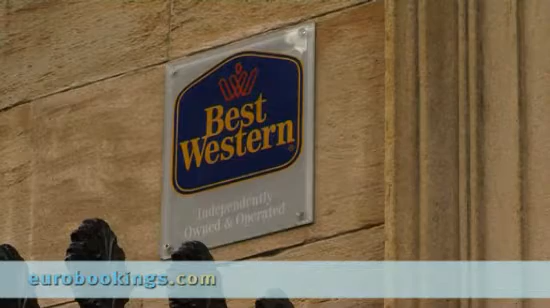 Best
Western
Independently
Owned & Operated
eurobookings.com